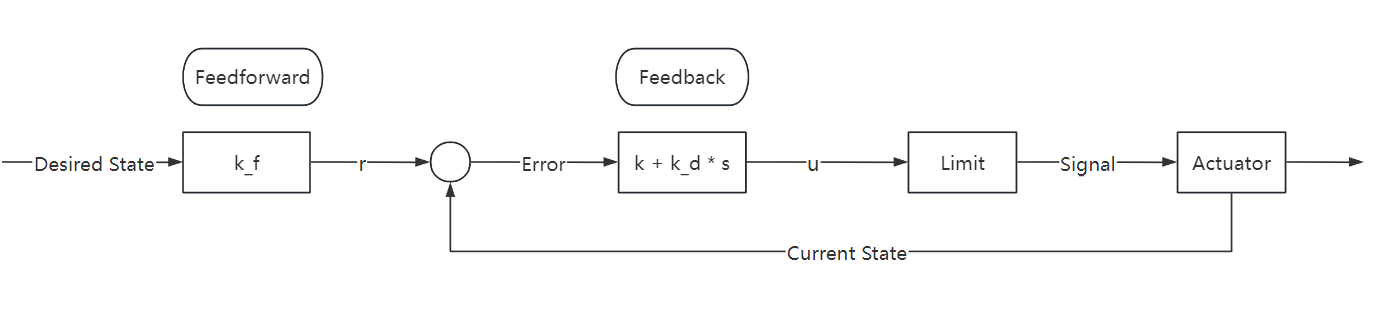 Feedforward
Feedback
Desired State
k_f
r
Error
k + k_d * s
u
Limit
Signal
Actuator
Current State